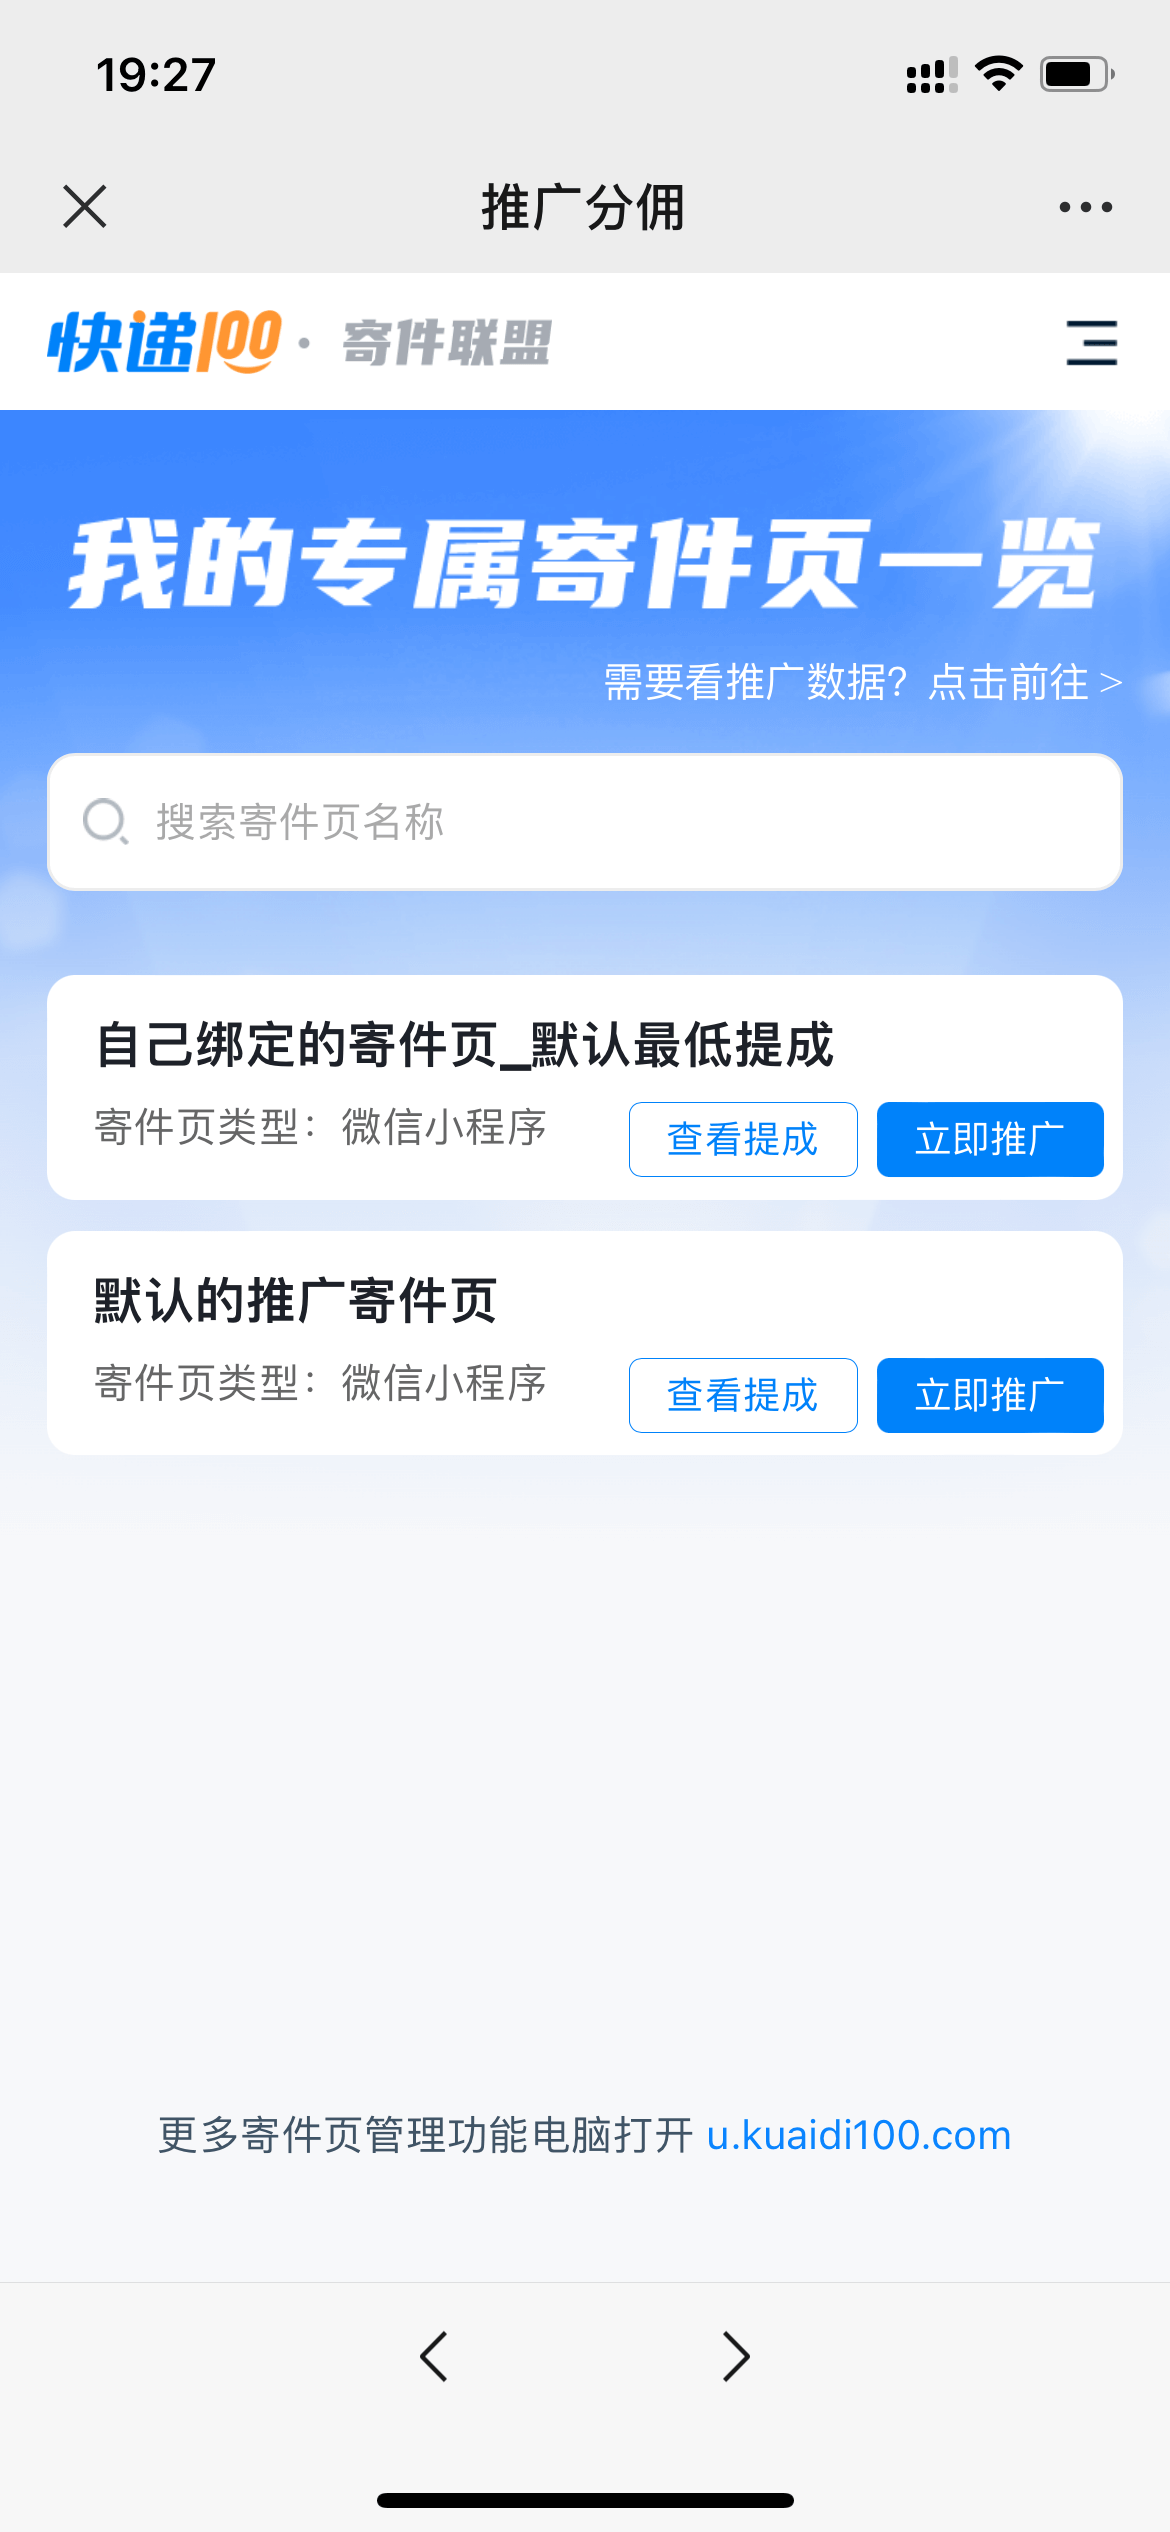 19:27
推广分佣
快递100 · 寄件联盟
我的专属寄件页一览
需要看推广数据？点击前往 >
搜索寄件页名称
自己绑定的寄件页_默认最低提成
寄件页类型：微信小程序
查看提成
立即推广
默认的推广寄件页
寄件页类型：微信小程序
查看提成
立即推广
更多寄件页管理功能电脑打开 u.kuaidi100.com